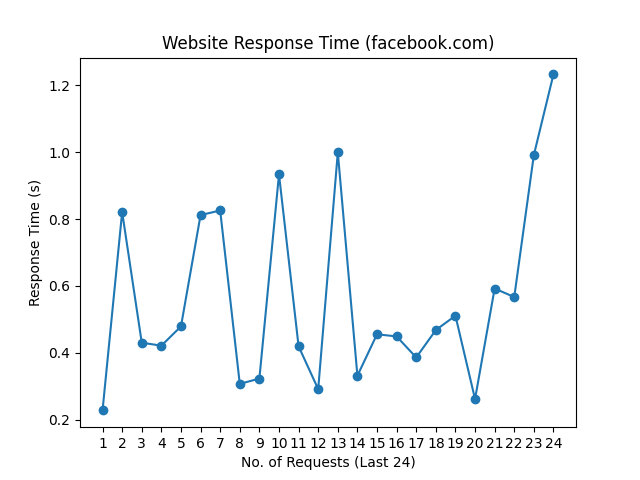 Website Response Time (facebook.com)
1.2
1.0
0.8
0.6
0.4
0.2
Response Time (s)
1 2 3 4 5 6 7 8 9 10 11 12 13 14 15 16 17 18 19 20 21 22 23 24
No. of Requests (Last 24)